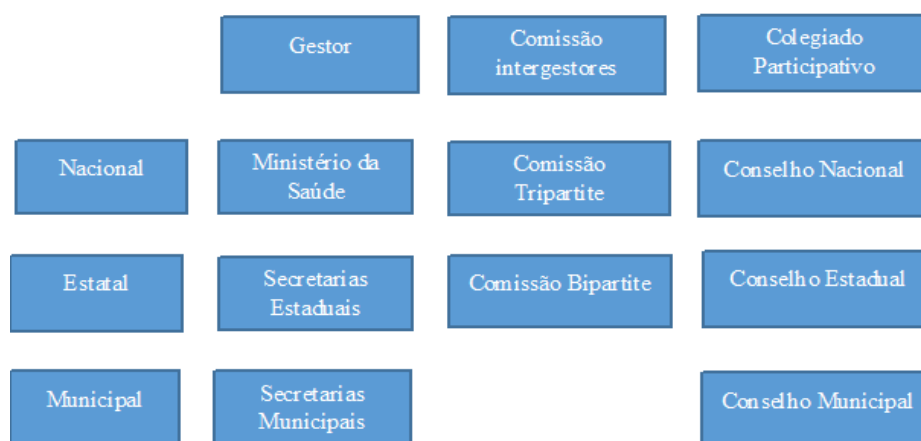 Gestor
Comissão
intergestores
Colegiado
Participativo
Nacional
Ministério da
Saúde
Comissão
Tripartite
Conselho Nacional
Estatal
Secretarias
Estaduais
Comissão Bipartite
Conselho Estadual
Municipal
Secretarias
Municipais
Conselho Municipal